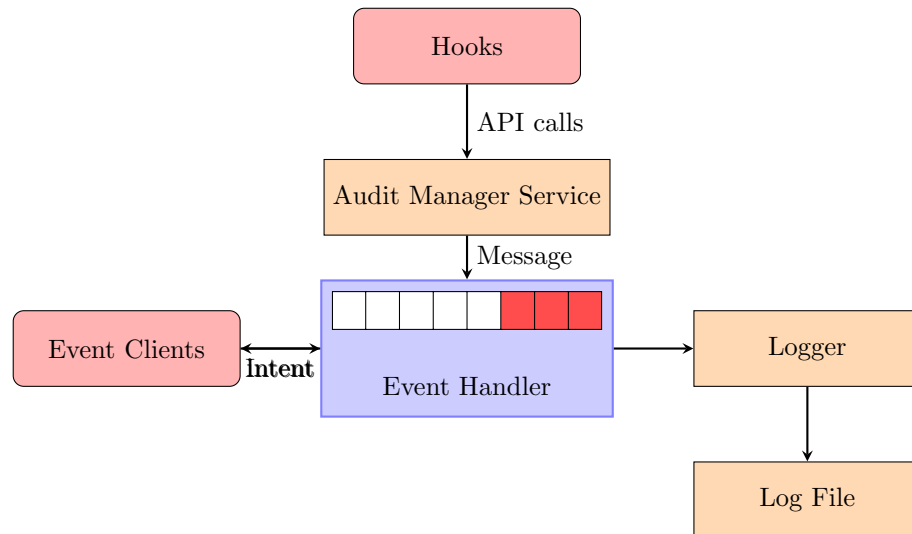 Hooks
API calls
Audit Manager Service
Message
Event Clients
Intent
Event Handler
Logger
Log File